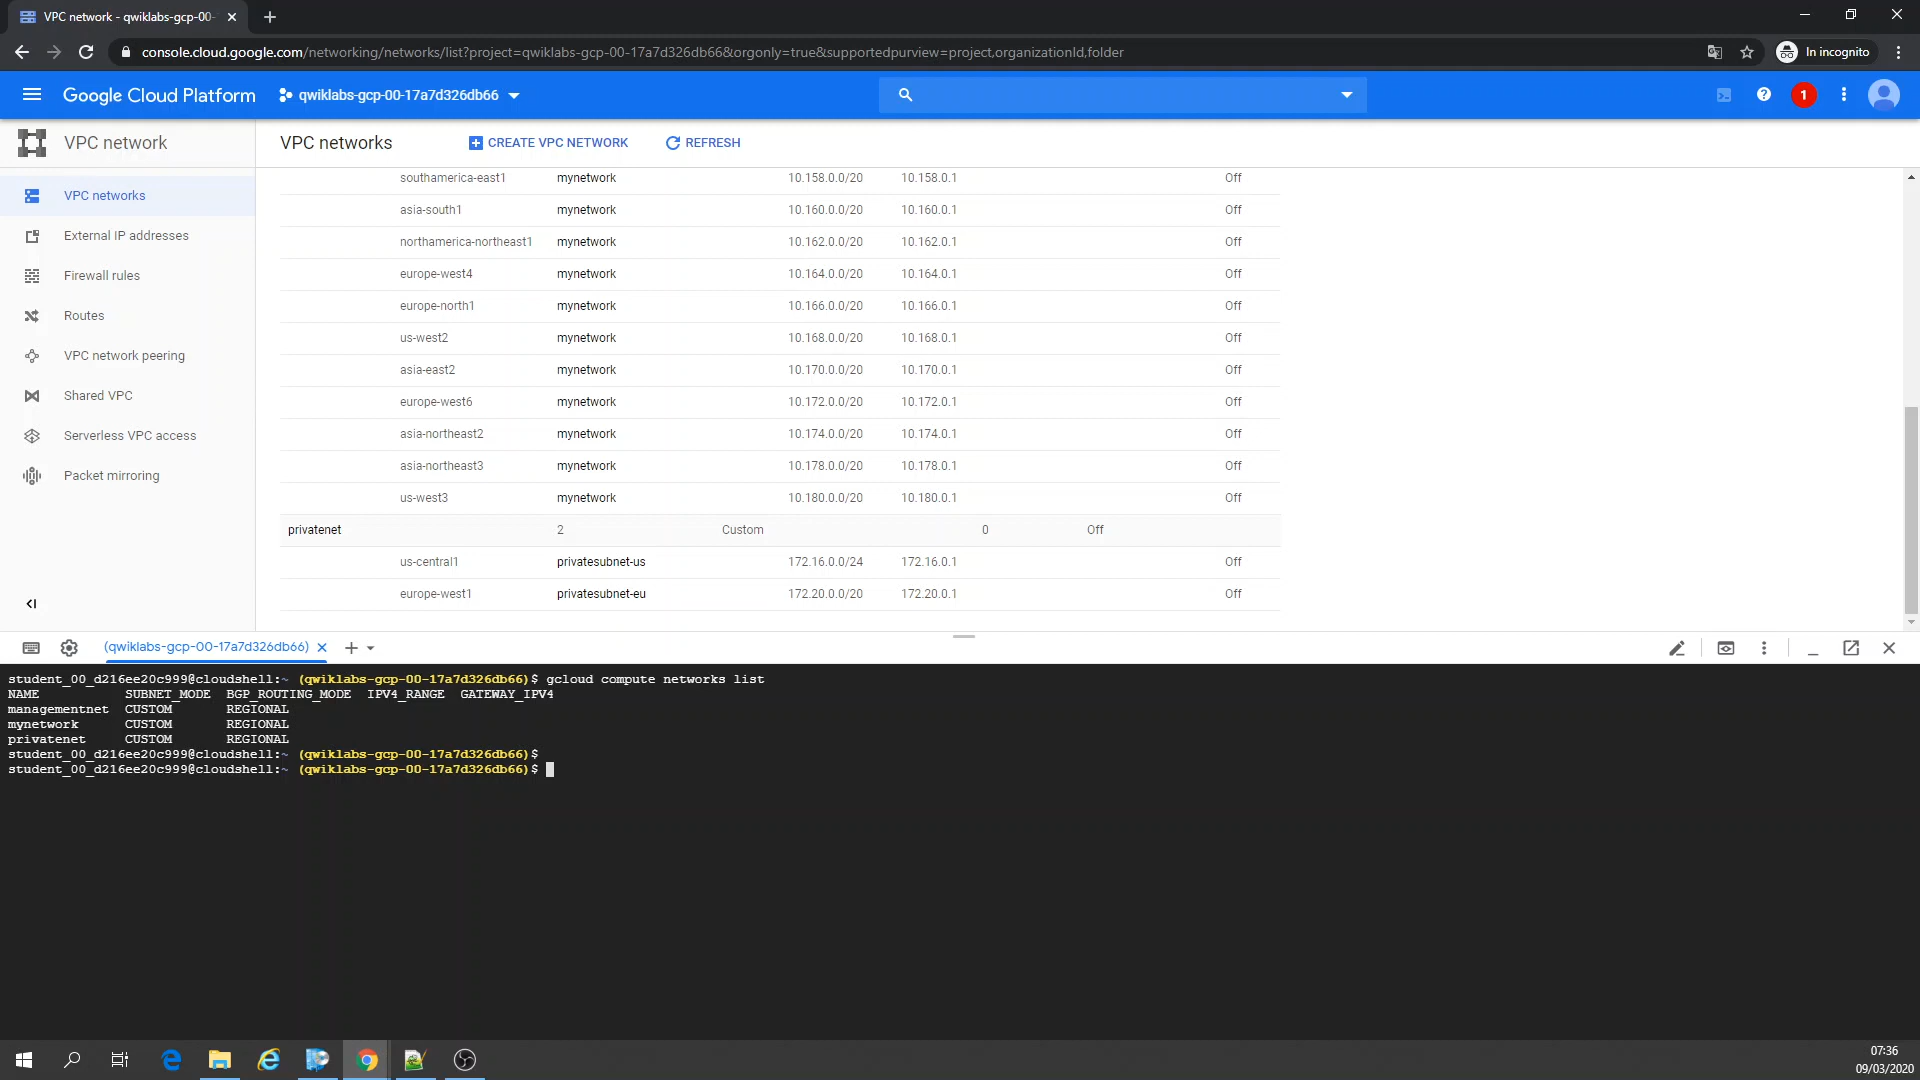 VPC network - qwiklabs-gcp-00-
console.cloud.google.com/networking/networks/list?project=qwiklabs-gcp-00-17a7d326db66&orgonly=true&supportedpurview=project,organizationId,folder
In incognito
Google Cloud Platform
qwiklabs-gcp-00-17a7d326db66
1
VPC network
VPC networks
External IP addresses
Firewall rules
Routes
VPC network peering
Shared VPC
Serverless VPC access
Packet mirroring
VPC networks
CREATE VPC NETWORK
REFRESH
southamerica-east1 mynetwork 10.158.0.0/20 10.158.0.1 Off
asia-south1 mynetwork 10.160.0.0/20 10.160.0.1 Off
northamerica-northeast1 mynetwork 10.162.0.0/20 10.162.0.1 Off
europe-west4 mynetwork 10.164.0.0/20 10.164.0.1 Off
europe-north1 mynetwork 10.166.0.0/20 10.166.0.1 Off
us-west2 mynetwork 10.168.0.0/20 10.168.0.1 Off
asia-east2 mynetwork 10.170.0.0/20 10.170.0.1 Off
europe-west6 mynetwork 10.172.0.0/20 10.172.0.1 Off
asia-northeast2 mynetwork 10.174.0.0/20 10.174.0.1 Off
asia-northeast3 mynetwork 10.178.0.0/20 10.178.0.1 Off
us-west3 mynetwork 10.180.0.0/20 10.180.0.1 Off
privatenet 2 Custom 0 Off
us-central1 privatesubnet-us 172.16.0.0/24 172.16.0.1 Off
europe-west1 privatesubnet-eu 172.20.0.0/20 172.20.0.1 Off
(qwiklabs-gcp-00-17a7d326db66)
student_00_d216ee20c999@cloudshell:~ (qwiklabs-gcp-00-17a7d326db66)$ gcloud compute networks list
NAME SUBNET_MODE BGP_ROUTING_MODE IPV4_RANGE GATEWAY_IPV4
managementnet CUSTOM REGIONAL
mynetwork CUSTOM REGIONAL
privatenet CUSTOM REGIONAL
student_00_d216ee20c999@cloudshell:~ (qwiklabs-gcp-00-17a7d326db66)$
student_00_d216ee20c999@cloudshell:~ (qwiklabs-gcp-00-17a7d326db66)$
07:36
09/03/2020